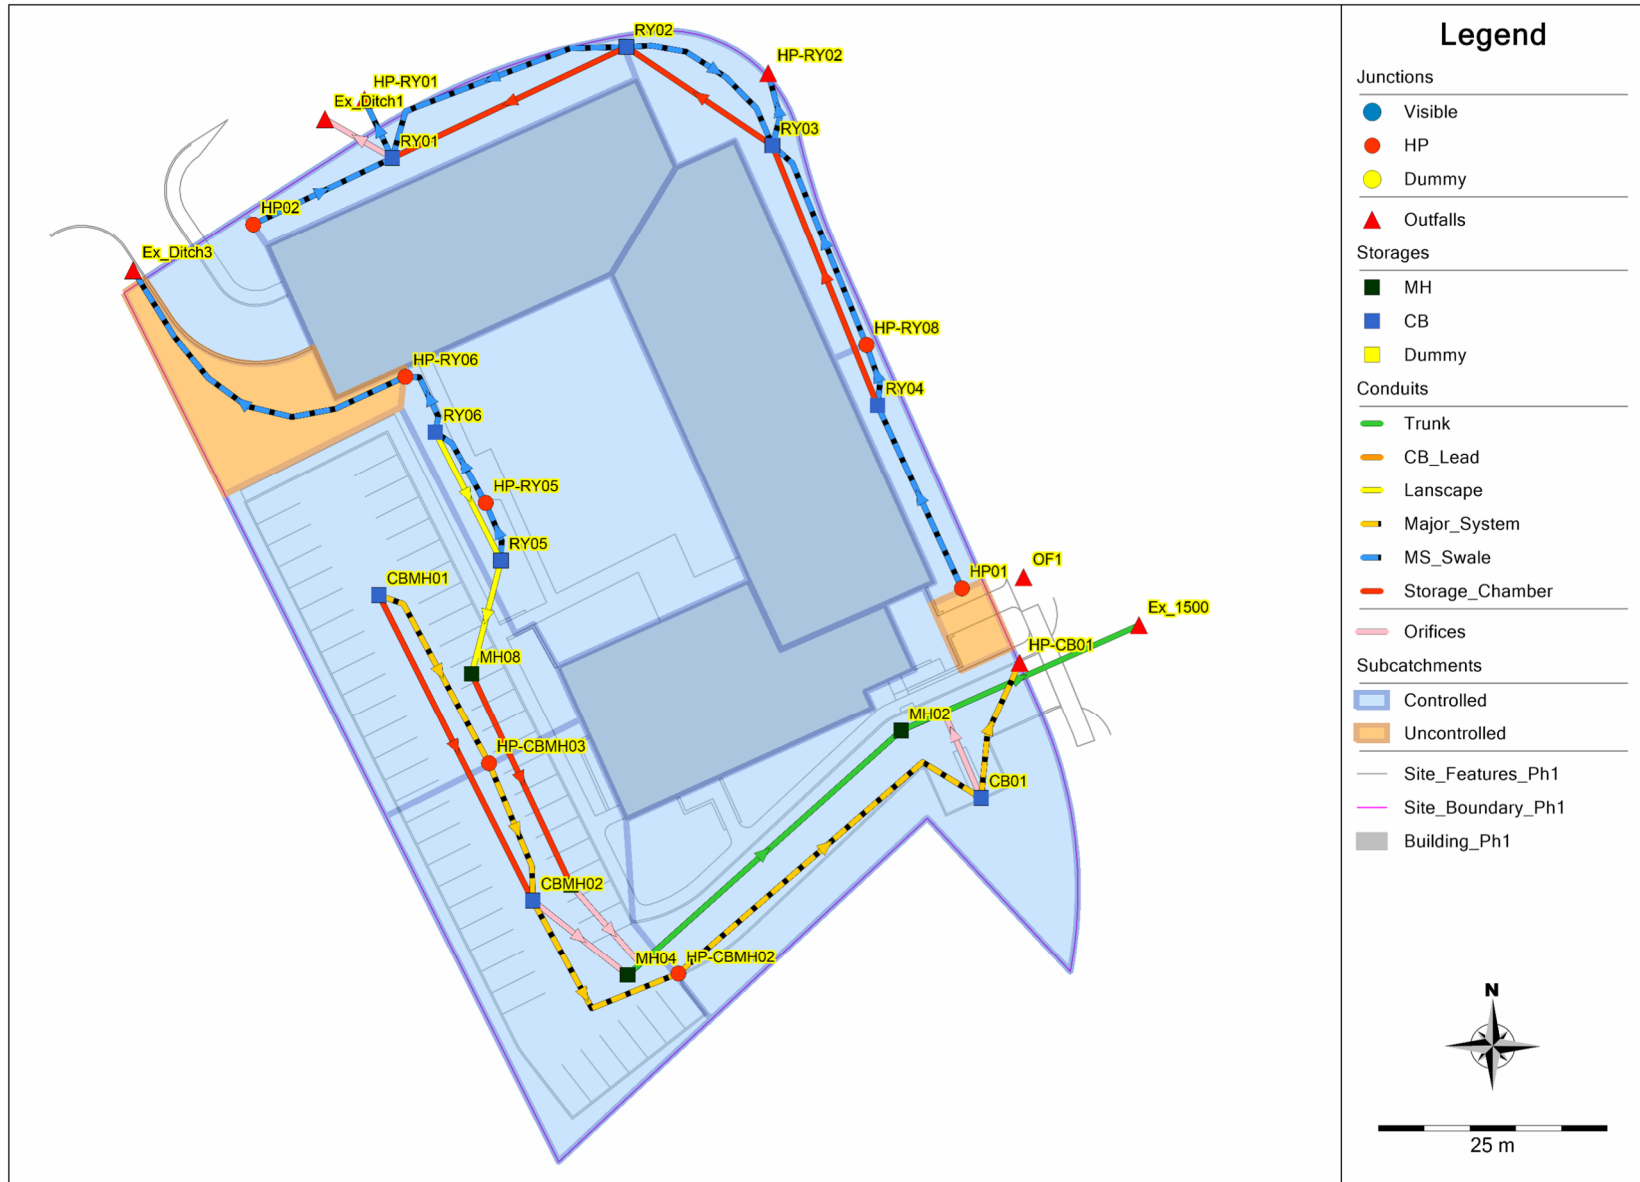 RY02
HP-RY02
HP-RY01
Ex_Ditch1
RY01
RY03
HP02
Ex_Ditch3
HP-RY08
HP-RY06
RY04
RY06
HP-RY05
RY05
OF1
HP01
CBMH01
Ex_1500
HP-CB01
MH08
MH02
HP-CBMH03
CB01
CBMH02
MH04
HP-CBMH02
Legend
Junctions
Visible
HP
Dummy
Outfalls
Storages
MH
CB
Dummy
Conduits
Trunk
CB_Lead
Lanscape
Major_System
MS_Swale
Storage_Chamber
Orifices
Subcatchments
Controlled
Uncontrolled
Site_Features_Ph1
Site_Boundary_Ph1
Building_Ph1
N
25 m